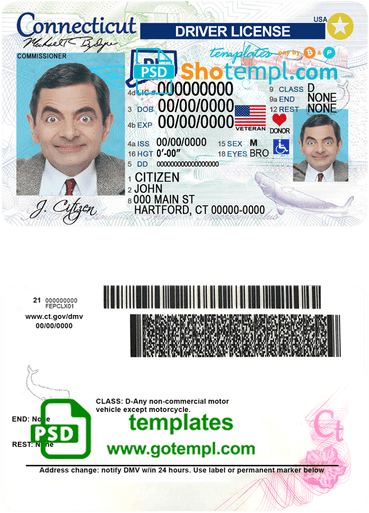 Connecticut
USA
DRIVER LICENSE
COMMISSIONER
templates pay by B & P
PSD Shotempl.com
4d LIC# 000000000 9 CLASS D
3 DOB 00/00/0000 9a END NONE
4b EXP 00/00/0000 12 REST NONE
VETERAN DONOR
4a ISS 00/00/0000 15 SEX M
16 HGT 0'-00" 18 EYES BRO
5 DD 00000000000000000000
1 CITIZEN
2 JOHN
8 000 MAIN ST
HARTFORD, CT 00000-0000
J. Citizen
21 000000000
FEPCLX01
www.ct.gov/dmv
00/00/0000
CLASS: D-Any non-commercial motor
vehicle except motorcycle.
END: None
REST: None
PSD templates
www.gotempl.com
Ct
Address change: notify DMV w/in 24 hours. Use label or permanent marker below